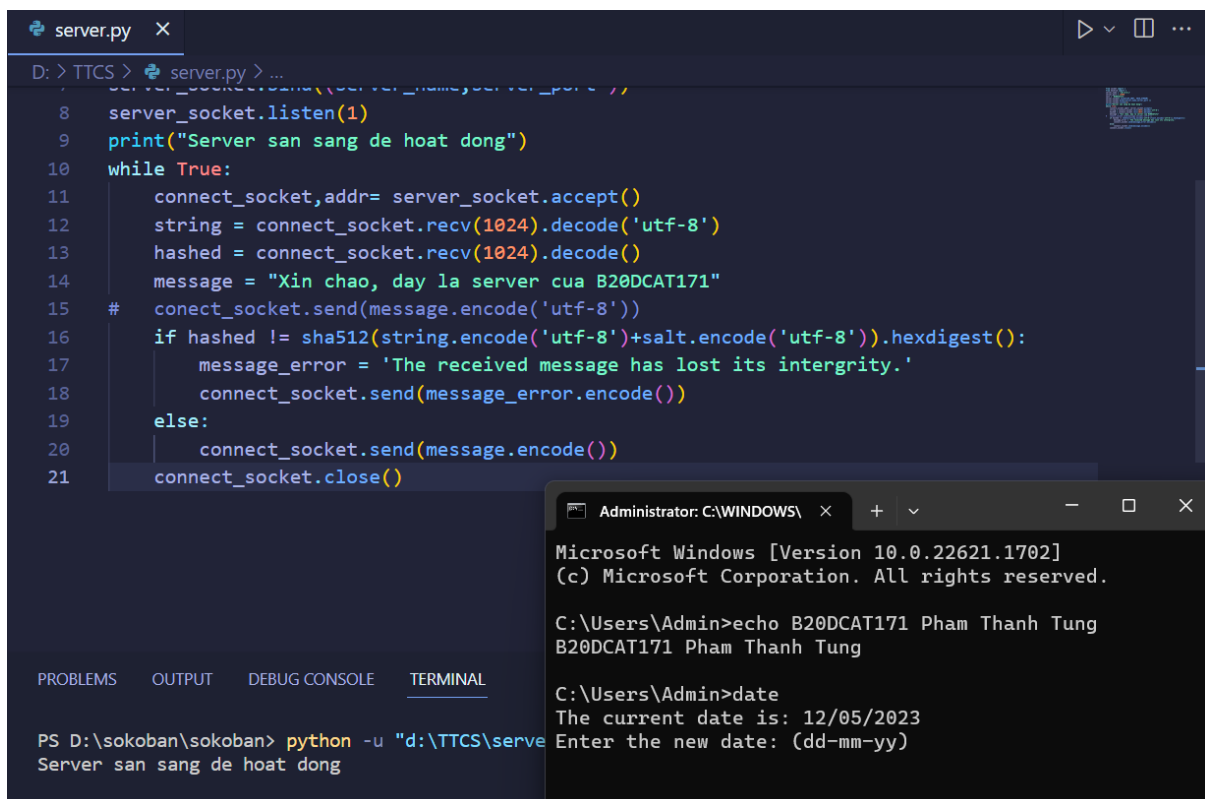 server.py
D: > TTCS > server.py > ...
7 server_socket.bind((server_name,server_port ))
8 server_socket.listen(1)
9 print("Server san sang de hoat dong")
10 while True:
11 connect_socket,addr= server_socket.accept()
12 string = connect_socket.recv(1024).decode('utf-8')
13 hashed = connect_socket.recv(1024).decode()
14 message = "Xin chao, day la server cua B20DCAT171"
15 # conect_socket.send(message.encode('utf-8'))
16 if hashed != sha512(string.encode('utf-8')+salt.encode('utf-8')).hexdigest():
17 message_error = 'The received message has lost its intergrity.'
18 connect_socket.send(message_error.encode())
19 else:
20 connect_socket.send(message.encode())
21 connect_socket.close()
PROBLEMS OUTPUT DEBUG CONSOLE TERMINAL
PS D:\sokoban\sokoban> python -u "d:\TTCS\serve
Server san sang de hoat dong
Administrator: C:\WINDOWS\
Microsoft Windows [Version 10.0.22621.1702]
(c) Microsoft Corporation. All rights reserved.
C:\Users\Admin>echo B20DCAT171 Pham Thanh Tung
B20DCAT171 Pham Thanh Tung
C:\Users\Admin>date
The current date is: 12/05/2023
Enter the new date: (dd-mm-yy)